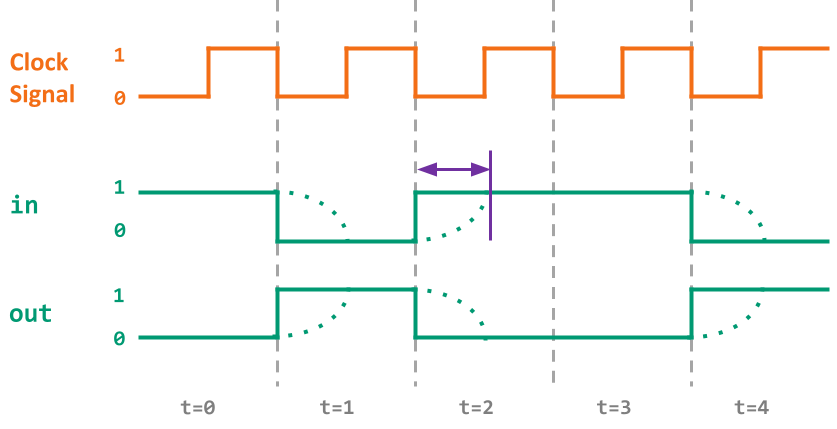 Clock
Signal
1
0
in
1
0
out
1
0
t=0 t=1 t=2 t=3 t=4